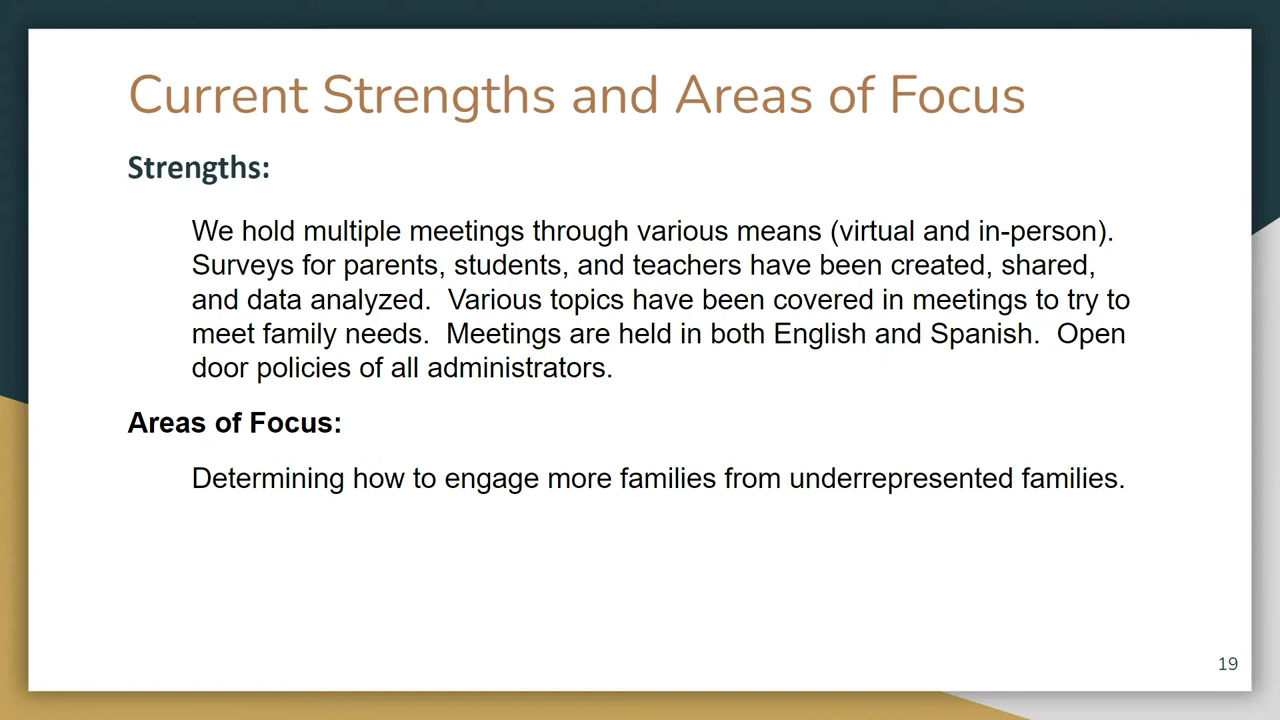 Current Strengths and Areas of Focus
Strengths:
We hold multiple meetings through various means (virtual and in-person).
Surveys for parents, students, and teachers have been created, shared,
and data analyzed.  Various topics have been covered in meetings to try to
meet family needs.  Meetings are held in both English and Spanish.  Open
door policies of all administrators.
Areas of Focus:
Determining how to engage more families from underrepresented families.
19